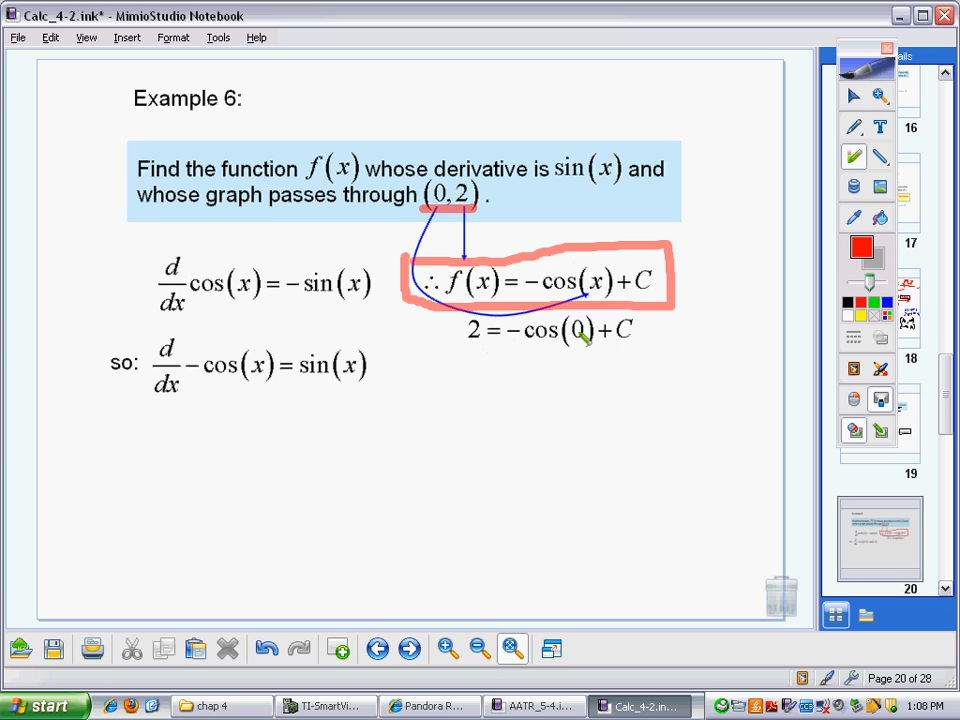 Calc_4-2.ink* - MimioStudio Notebook
File Edit View Insert Format Tools Help
ails
Example 6:
Find the function f(x) whose derivative is sin(x) and
whose graph passes through (0,2) .
d/dx cos(x) = − sin(x)
∴ f(x) = −cos(x) + C
2 = −cos(0) + C
so: d/dx − cos(x) = sin(x)
16
17
18
19
20
Page 20 of 28
start
chap 4
TI-SmartVi...
Pandora R...
AATR_5-4.i...
Calc_4-2.in...
1:08 PM